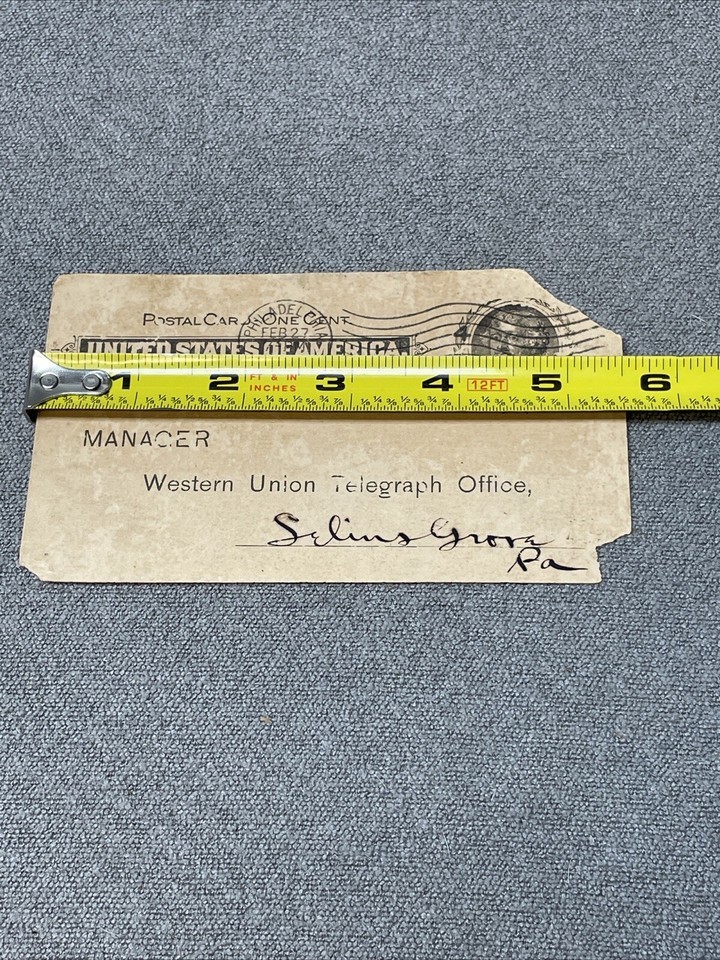 POSTAL CARD - ONE CENT
PHILADELPHIA
FEB 27
UNITED STATES OF AMERICA.
1 2 FT & IN INCHES 3 4 12FT 5 6
MANAGER
Western Union Telegraph Office,
Selins Grove
Pa